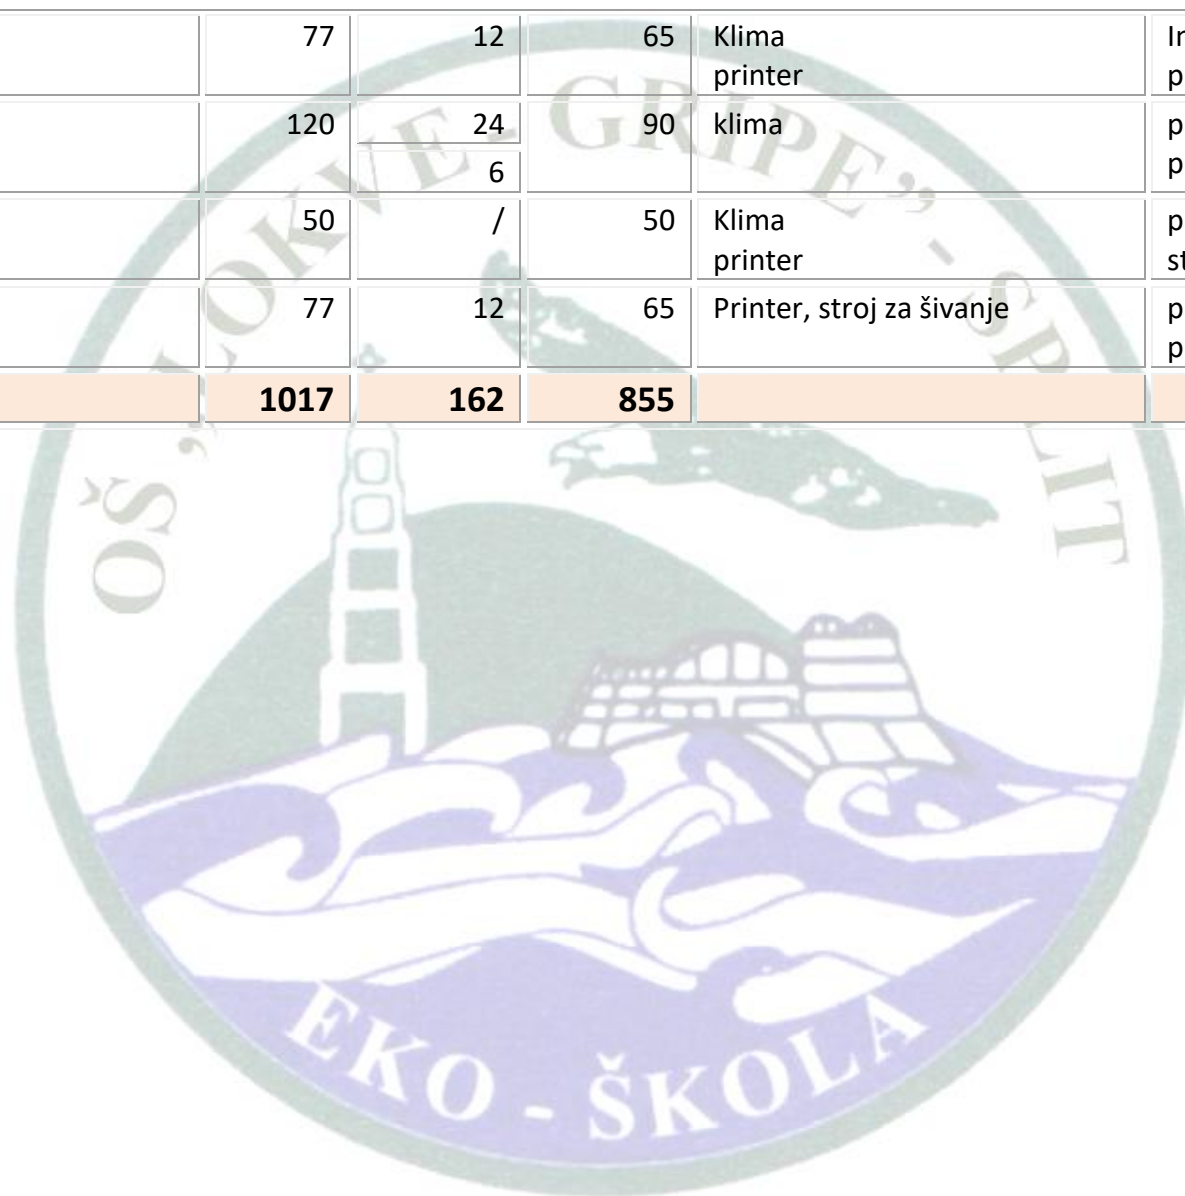 77 12 65 Klima
printer
120 24 90 klima
6
50 / 50 Klima
printer
77 12 65 Printer, stroj za šivanje
1017 162 855
OŠ „LOKVE - GRIPE” - SPLIT
EKO - ŠKOLA